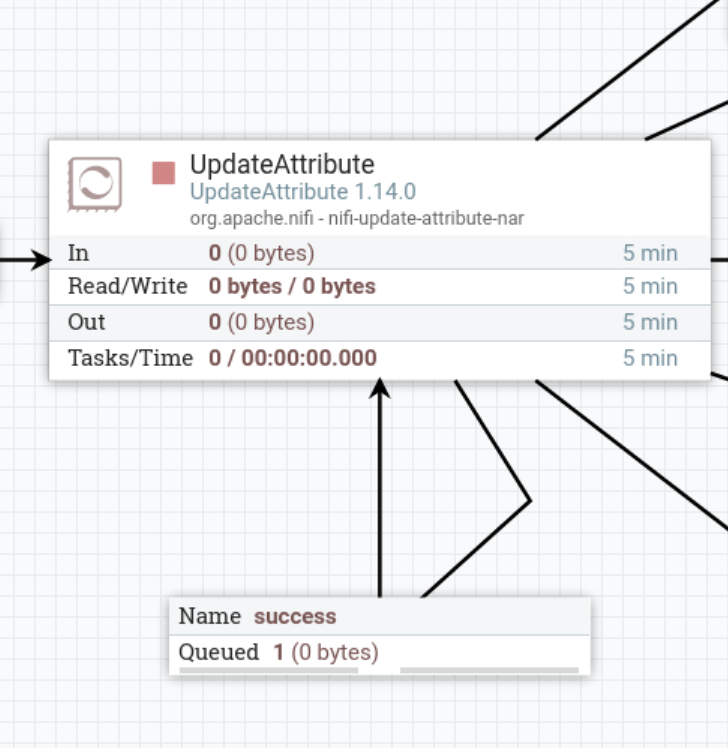 UpdateAttribute
UpdateAttribute 1.14.0
org.apache.nifi - nifi-update-attribute-nar
In 0 (0 bytes) 5 min
Read/Write 0 bytes / 0 bytes 5 min
Out 0 (0 bytes) 5 min
Tasks/Time 0 / 00:00:00.000 5 min
Name success
Queued 1 (0 bytes)